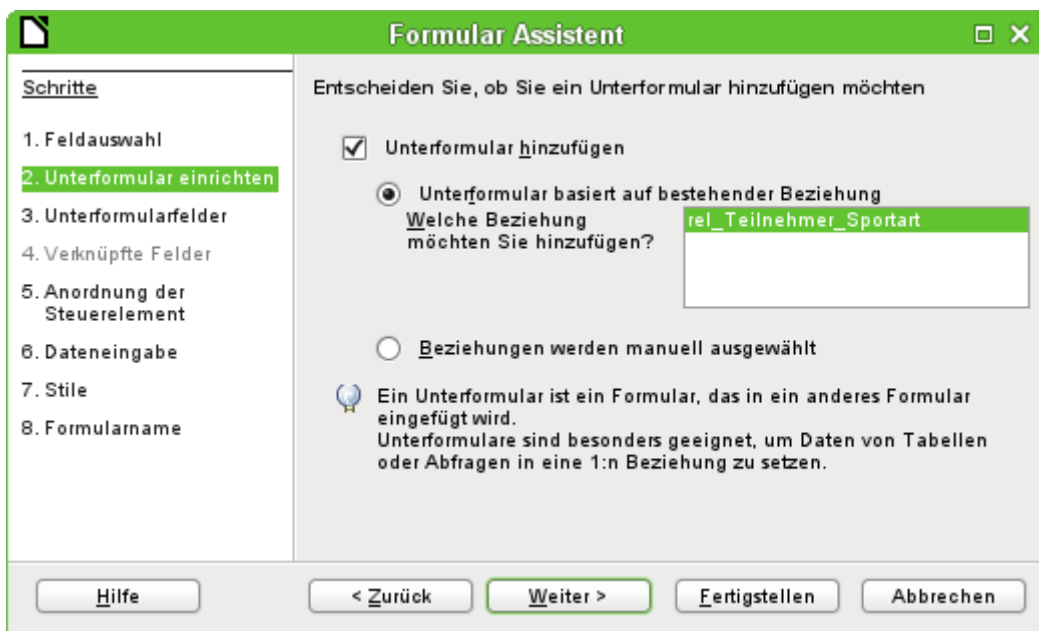 Formular Assistent
Schritte
1. Feldauswahl
2. Unterformular einrichten
3. Unterformularfelder
4. Verknüpfte Felder
5. Anordnung der
Steuerelement
6. Dateneingabe
7. Stile
8. Formularname
Entscheiden Sie, ob Sie ein Unterformular hinzufügen möchten
Unterformular hinzufügen
Unterformular basiert auf bestehender Beziehung
Welche Beziehung
möchten Sie hinzufügen?
rel_Teilnehmer_Sportart
Beziehungen werden manuell ausgewählt
Ein Unterformular ist ein Formular, das in ein anderes Formular
eingefügt wird.
Unterformulare sind besonders geeignet, um Daten von Tabellen
oder Abfragen in eine 1:n Beziehung zu setzen.
Hilfe
< Zurück
Weiter >
Fertigstellen
Abbrechen